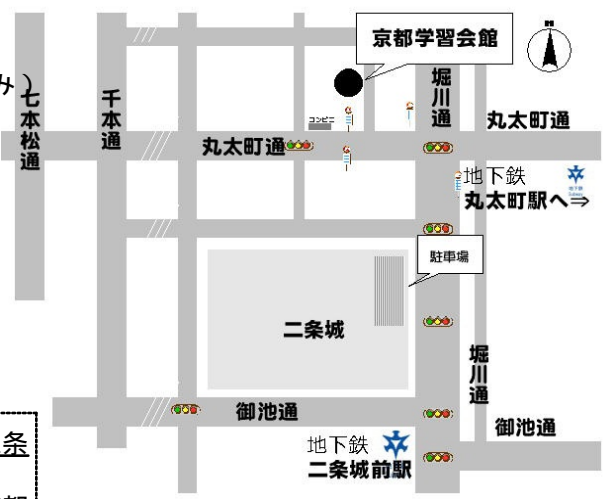 京都学習会館
み）
七本松通
千本通
堀川通
コンビニ
丸太町通
丸太町通
地下鉄
丸太町駅へ⇒
駐車場
二条城
堀川通
御池通
御池通
条
地下鉄
二条城前駅